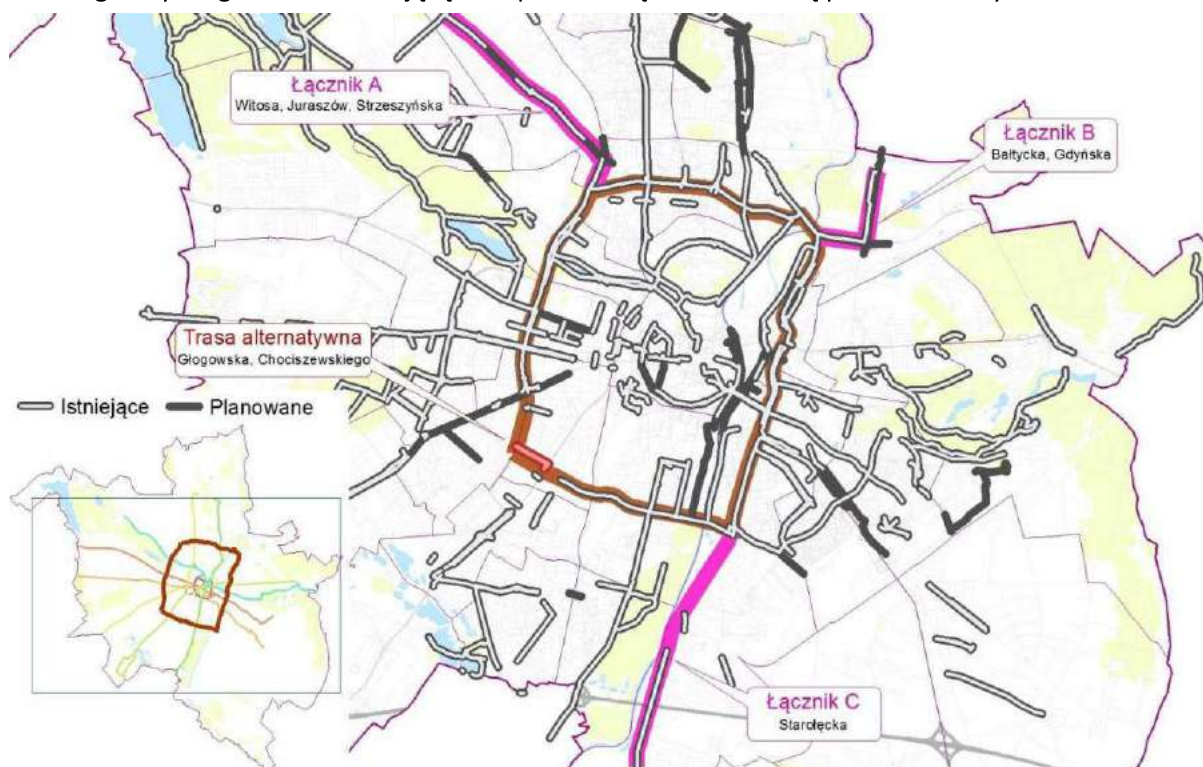 Łącznik A
Witosa, Juraszów, Strzeszyńska
Łącznik B
Bałtycka, Gdyńska
Trasa alternatywna
Głogowska, Chociszewskiego
Istniejące
Planowane
Łącznik C
Starołęcka